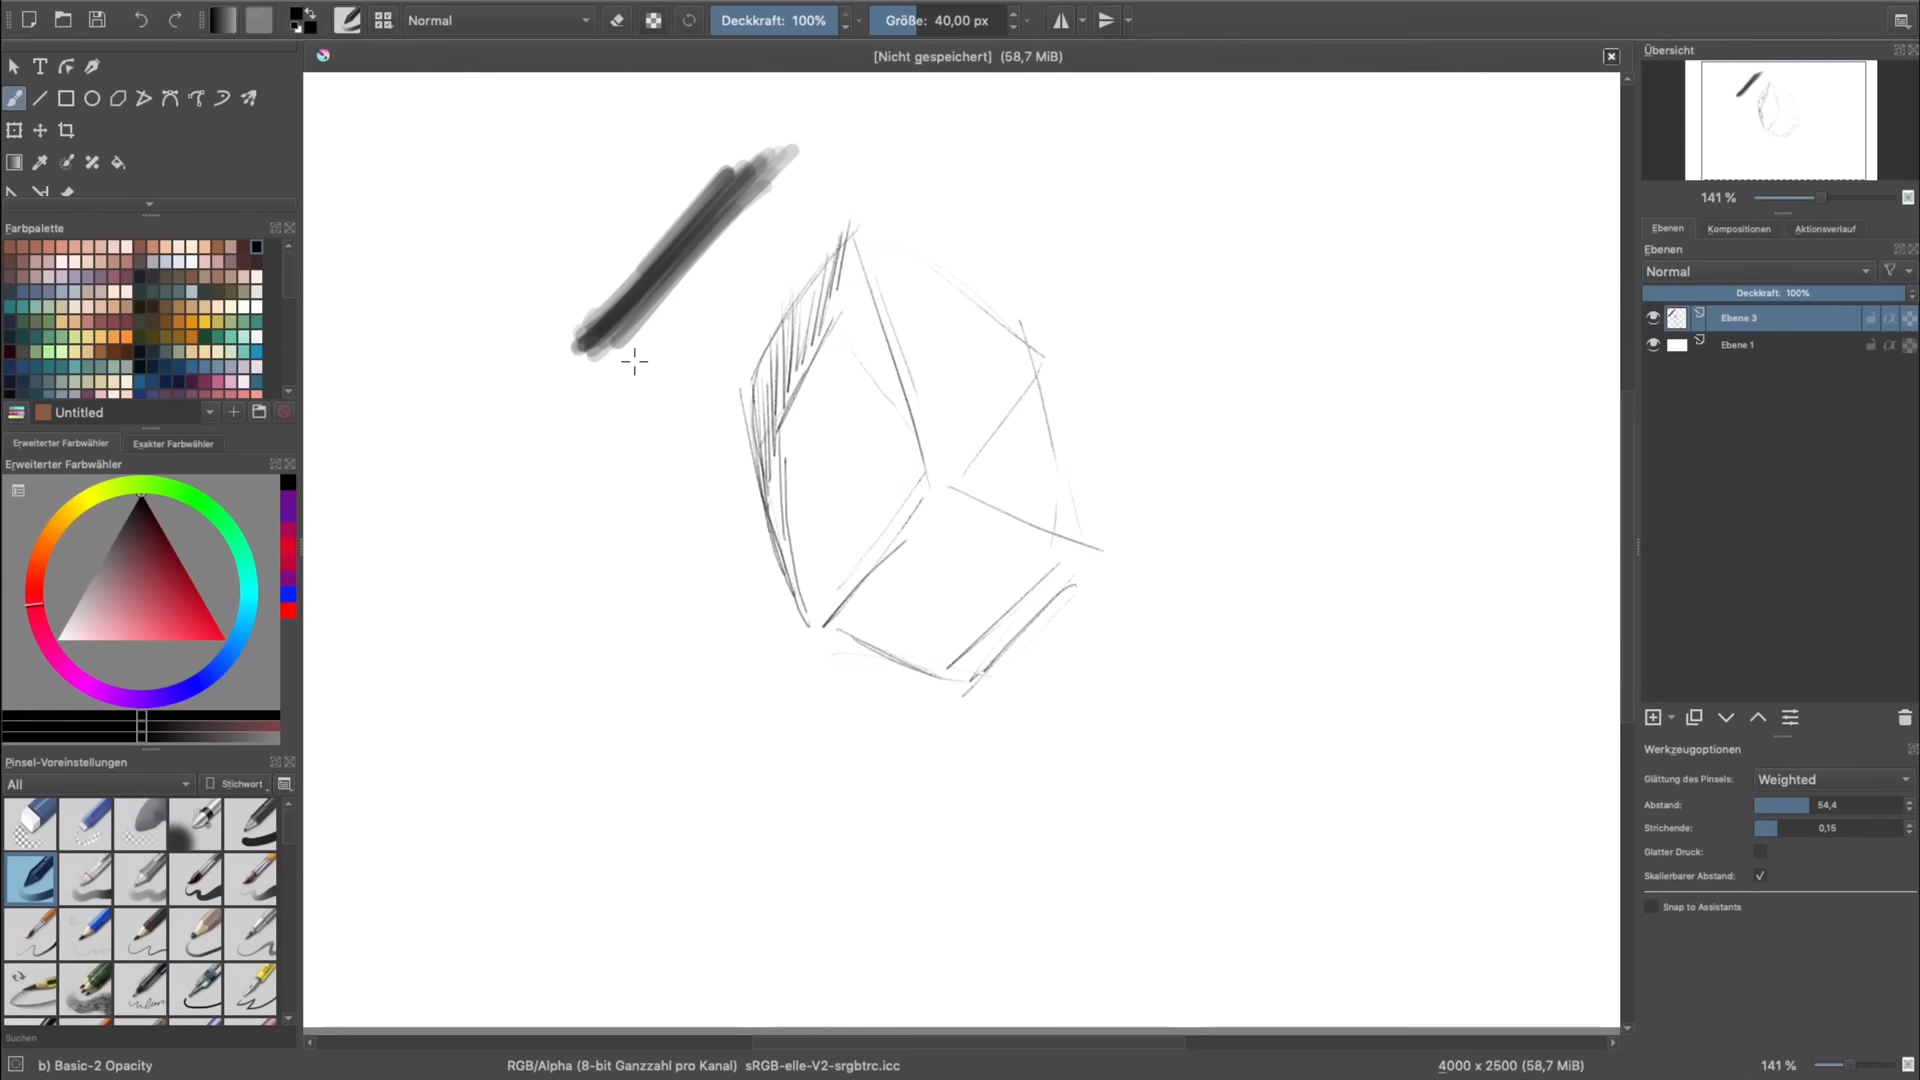 Normal
Deckkraft: 100%
Größe: 40,00 px
[Nicht gespeichert] (58,7 MiB)
Farbpalette
Untitled
Erweiterter Farbwähler
Exakter Farbwähler
Erweiterter Farbwähler
Pinsel-Voreinstellungen
All
Stichwort
Suchen
b) Basic-2 Opacity
RGB/Alpha (8-bit Ganzzahl pro Kanal) sRGB-elle-V2-srgbtrc.icc
4000 x 2500 (58,7 MiB)
141 %
Übersicht
141 %
Ebenen
Kompositionen
Aktionsverlauf
Ebenen
Normal
Deckkraft: 100%
Ebene 3
Ebene 1
Werkzeugoptionen
Glättung des Pinsels:
Weighted
Abstand:
54,4
Strichende:
0,15
Glatter Druck:
Skalierbarer Abstand:
Snap to Assistants